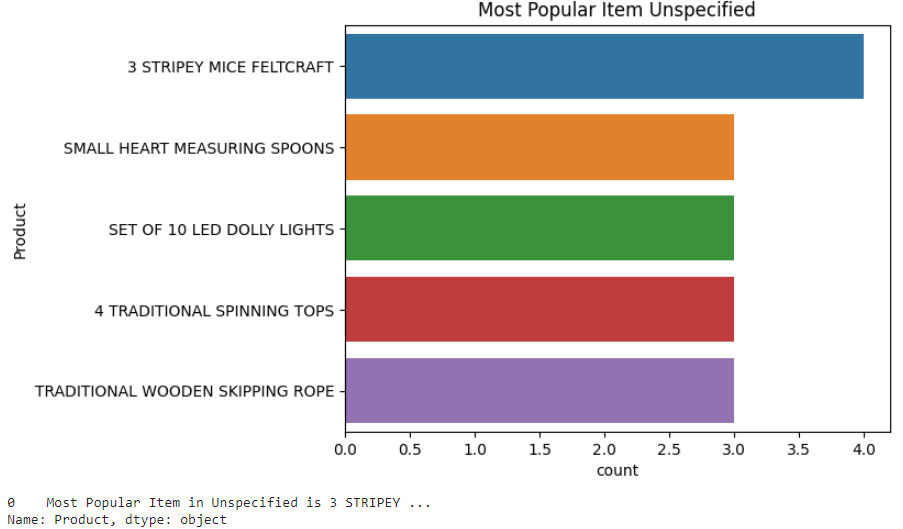 Most Popular Item Unspecified
3 STRIPEY MICE FELTCRAFT
SMALL HEART MEASURING SPOONS
SET OF 10 LED DOLLY LIGHTS
4 TRADITIONAL SPINNING TOPS
TRADITIONAL WOODEN SKIPPING ROPE
Product
0.0 0.5 1.0 1.5 2.0 2.5 3.0 3.5 4.0
count
0    Most Popular Item in Unspecified is 3 STRIPEY ...
Name: Product, dtype: object